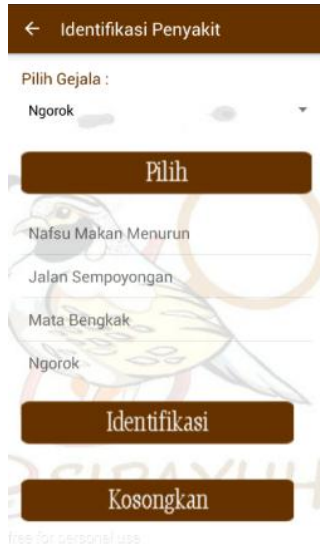 ← Identifikasi Penyakit
Pilih Gejala :
Ngorok
Pilih
Nafsu Makan Menurun
Jalan Sempoyongan
Mata Bengkak
Ngorok
Identifikasi
Kosongkan
free for personal use